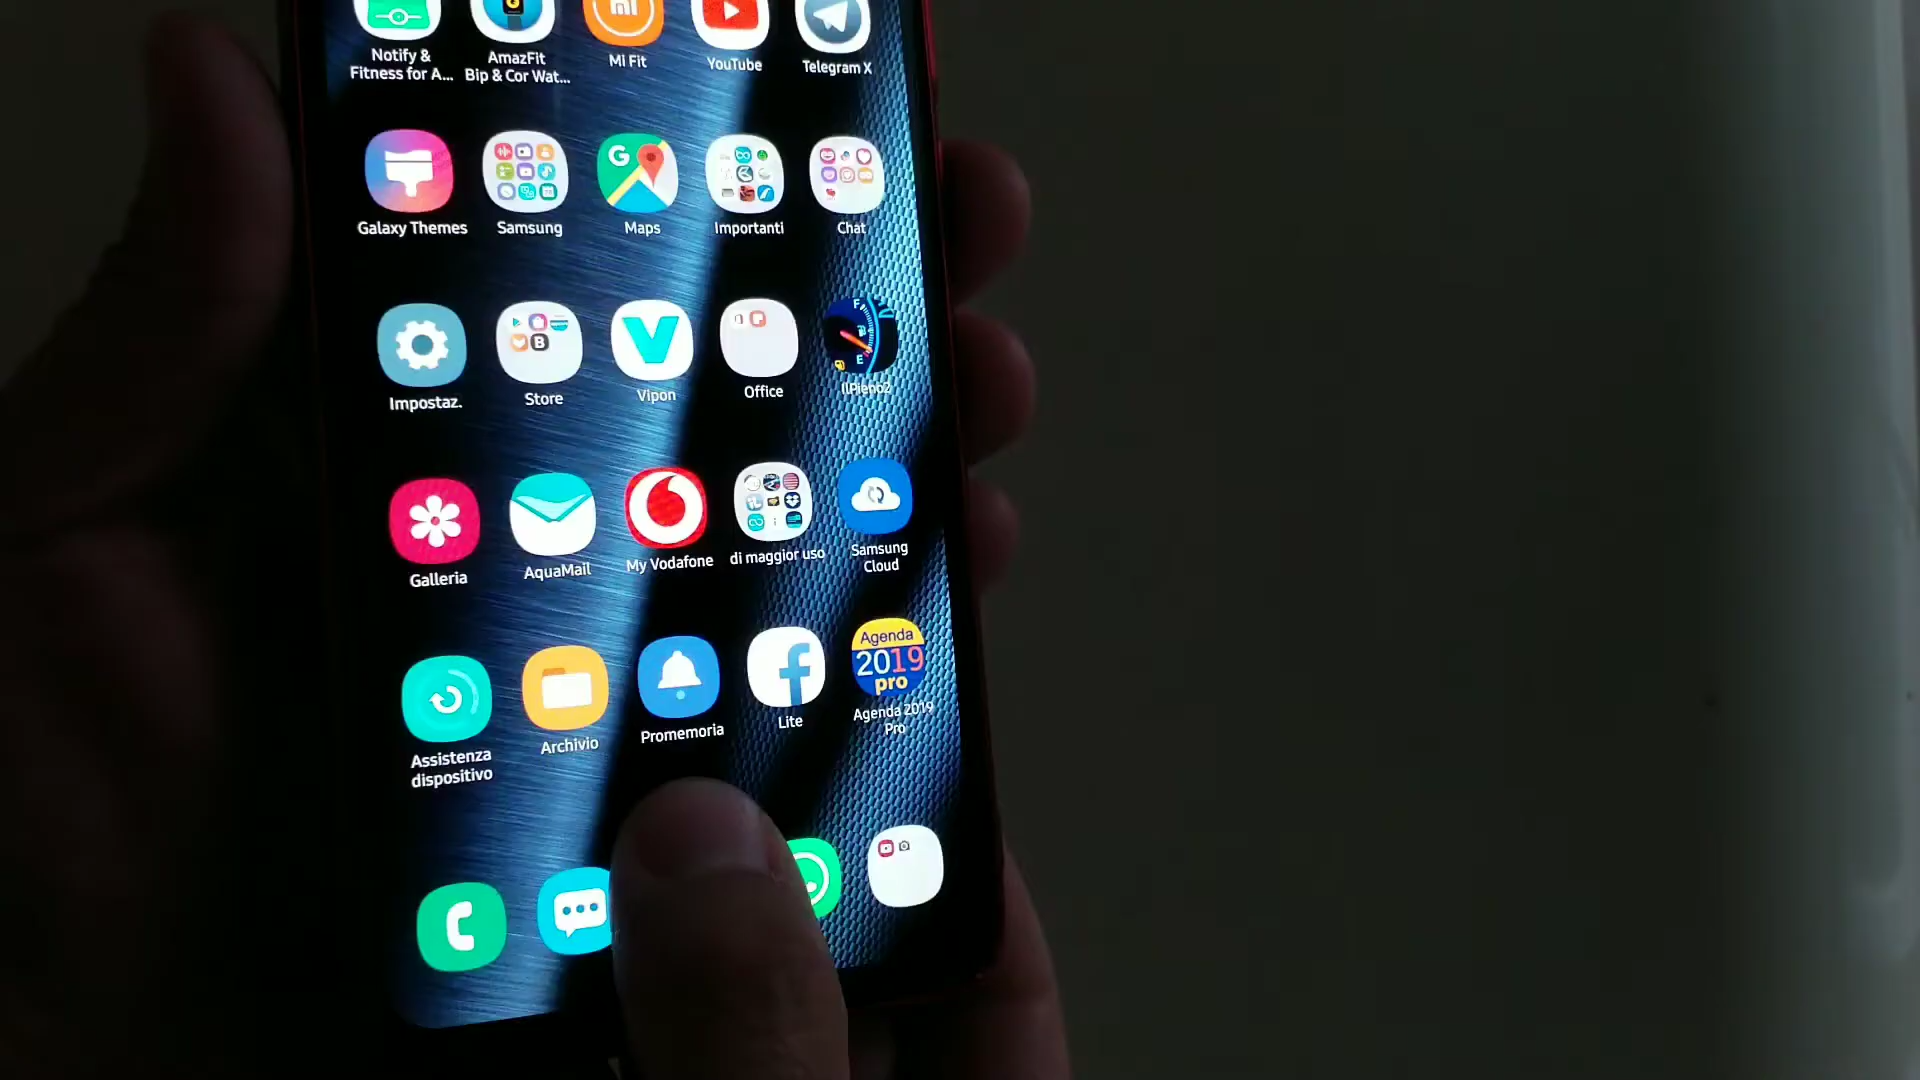 Notify &
Fitness for A...
AmazFit
Bip & Cor Wat...
Mi Fit
YouTube
Telegram X
Galaxy Themes
Samsung
G
Maps
Importanti
Chat
Impostaz.
B
Store
V
Vipon
Office
F
E
IlPieno2
Galleria
AquaMail
My Vodafone
di maggior uso
Samsung
Cloud
Assistenza
dispositivo
Archivio
Promemoria
f
Lite
Agenda
2019
pro
Agenda 2019
Pro